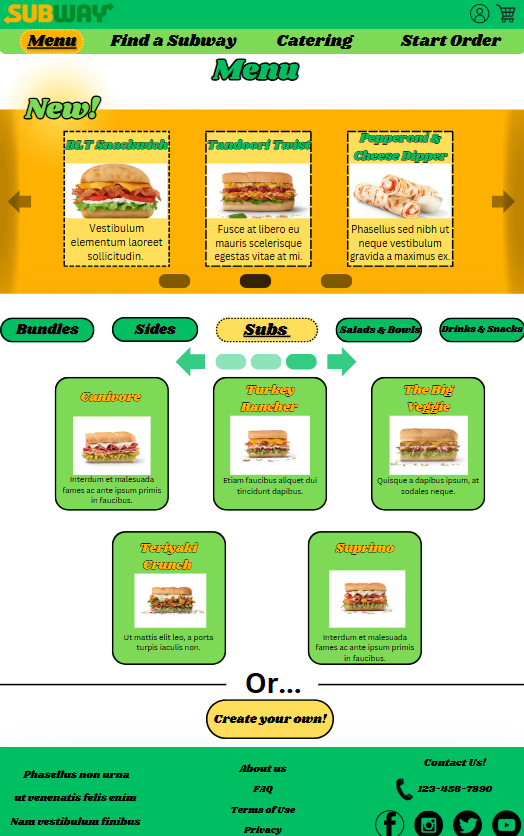 SUBWAY
Menu Find a Subway Catering Start Order
Menu
New!
BLT Snackwich
Vestibulum
elementum laoreet
sollicitudin.
Tandoori Twist
Fusce at libero eu
mauris scelerisque
egestas vitae at mi.
Pepperoni &
Cheese Dipper
Phasellus sed nibh ut
neque vestibulum
gravida a maximus ex.
Bundles Sides Subs Salads & Bowls Drinks & Snacks
Canivore
Interdum et malesuada
fames ac ante ipsum primis
in faucibus.
Turkey
Rancher
Etiam faucibus aliquet dui
tincidunt dapibus.
The Big
Veggie
Quisque a dapibus ipsum, at
sodales neque.
Teriyaki
Crunch
Ut mattis elit leo, a porta
turpis iaculis non.
Suprimo
Interdum et malesuada
fames ac ante ipsum primis
in faucibus.
Or...
Create your own!
Phasellus non urna
ut venenatis felis enim
Nam vestibulum finibus
About us
FAQ
Terms of Use
Privacy
Contact Us!
123-456-7890